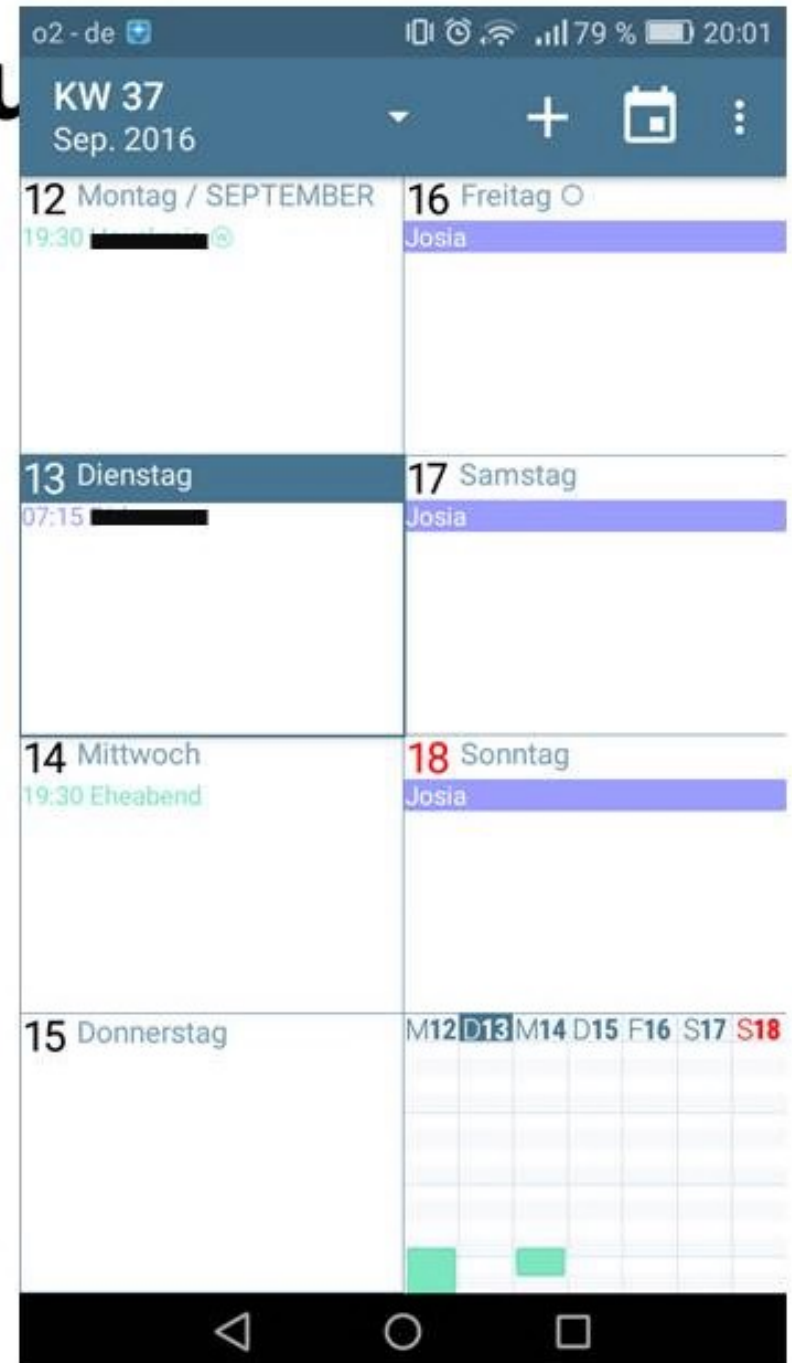 o2 - de 79 % 20:01
KW 37
Sep. 2016
12 Montag / SEPTEMBER
19:30
13 Dienstag
07:15
14 Mittwoch
19:30 Eheabend
15 Donnerstag
16 Freitag
Josia
17 Samstag
Josia
18 Sonntag
Josia
M12 D13 M14 D15 F16 S17 S18